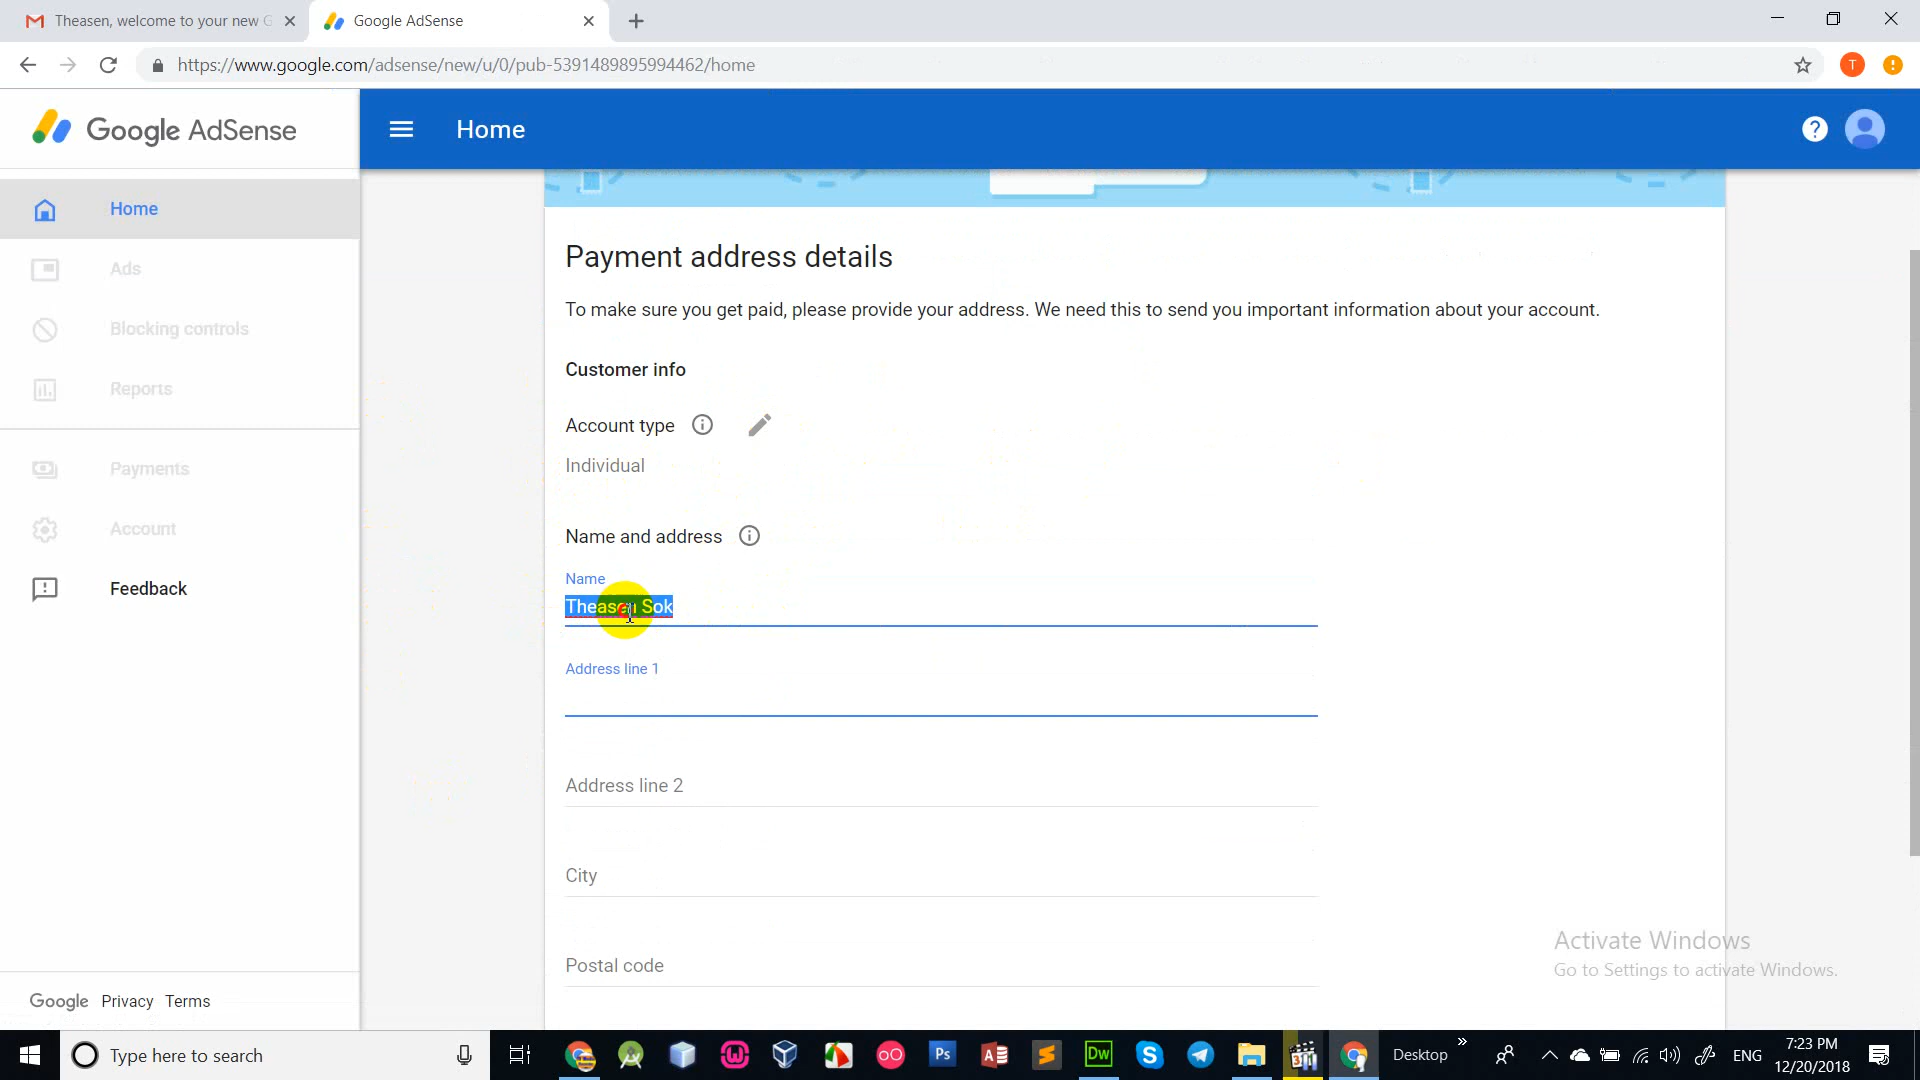 Theasen, welcome to your new G
Google AdSense
https://www.google.com/adsense/new/u/0/pub-5391489895994462/home
T
Google AdSense
Home
Home
Ads
Blocking controls
Reports
Payments
Account
Feedback
Google Privacy Terms
Payment address details
To make sure you get paid, please provide your address. We need this to send you important information about your account.
Customer info
Account type
Individual
Name and address
Name
Theasen Sok
Address line 1
Address line 2
City
Postal code
Activate Windows
Go to Settings to activate Windows.
Type here to search
Ps
Dw
Desktop
ENG
7:23 PM
12/20/2018